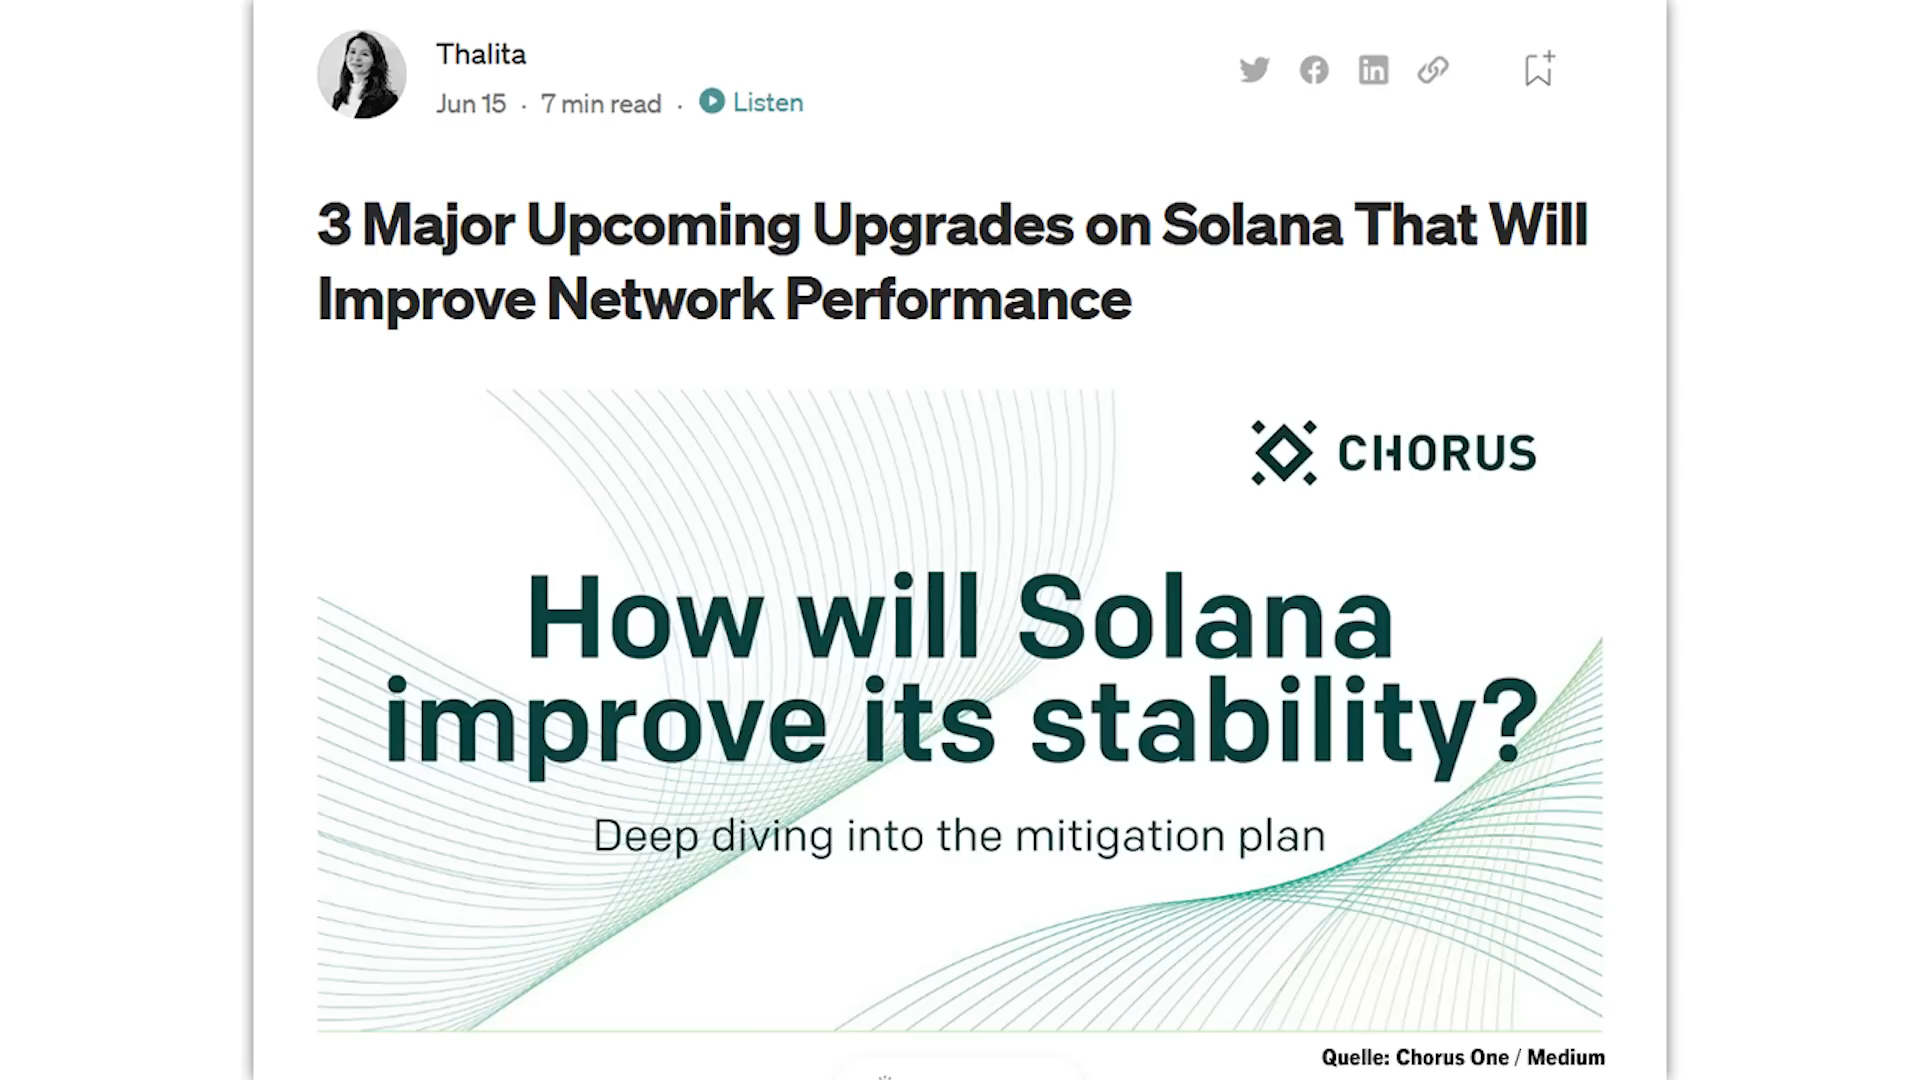 Thalita
Jun 15 · 7 min read · Listen
3 Major Upcoming Upgrades on Solana That Will
Improve Network Performance
CHORUS
How will Solana
improve its stability?
Deep diving into the mitigation plan
Quelle: Chorus One / Medium